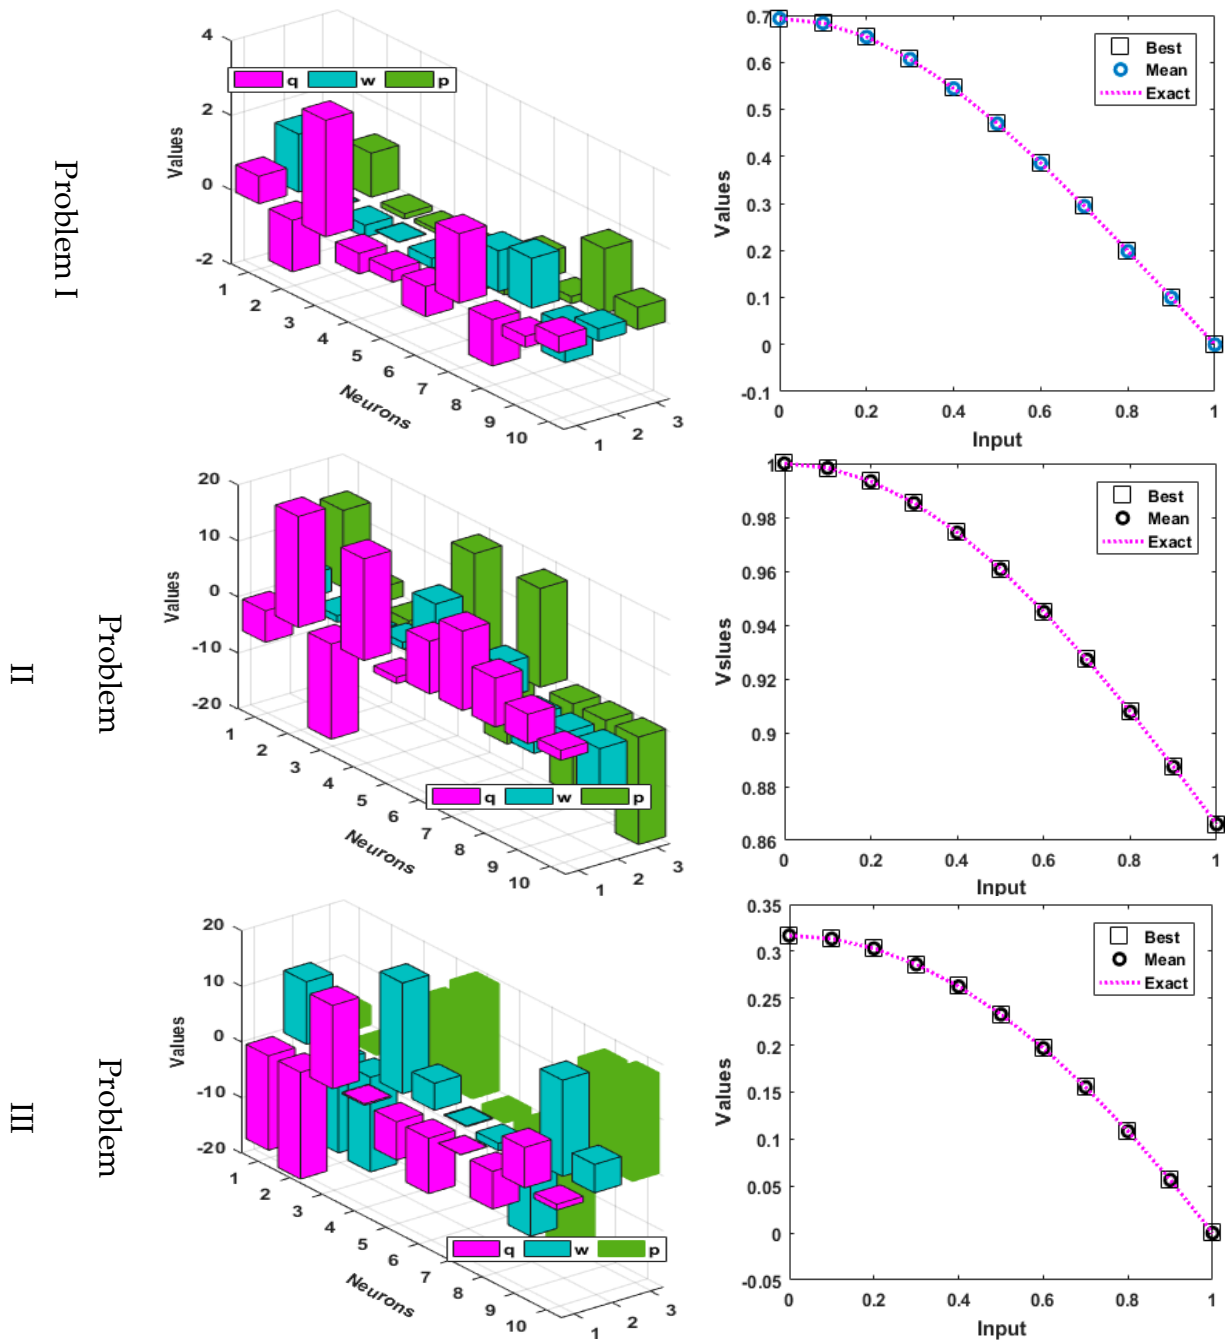 Problem I
4
2
0
-2
Values
q w p
1 2 3 4 5 6 7 8 9 10
Neurons
1 2 3
0.7
0.6
0.5
0.4
0.3
0.2
0.1
0
-0.1
Values
Best
Mean
Exact
0 0.2 0.4 0.6 0.8 1
Input
Problem
II
20
10
0
-10
-20
Values
1 2 3 4 5 6 7 8 9 10
Neurons
1 2 3
q w p
1
0.98
0.96
0.94
0.92
0.9
0.88
0.86
Vslues
Best
Mean
Exact
0 0.2 0.4 0.6 0.8 1
Input
Problem
III
20
10
0
-10
-20
Values
1 2 3 4 5 6 7 8 9 10
Neurons
1 2 3
q w p
0.35
0.3
0.25
0.2
0.15
0.1
0.05
0
-0.05
Values
Best
Mean
Exact
0 0.2 0.4 0.6 0.8 1
Input